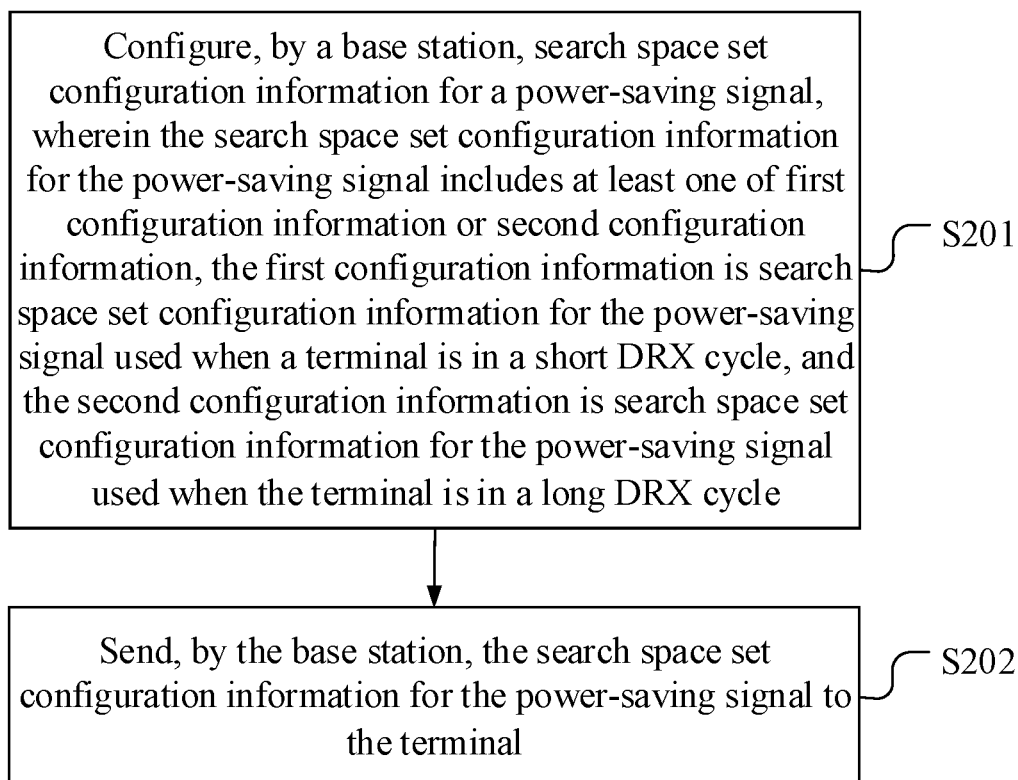 Configure, by a base station, search space set
configuration information for a power-saving signal,
wherein the search space set configuration information
for the power-saving signal includes at least one of first
configuration information or second configuration
information, the first configuration information is search
space set configuration information for the power-saving
signal used when a terminal is in a short DRX cycle, and
the second configuration information is search space set
configuration information for the power-saving signal
used when the terminal is in a long DRX cycle
S201
Send, by the base station, the search space set
configuration information for the power-saving signal to
the terminal
S202